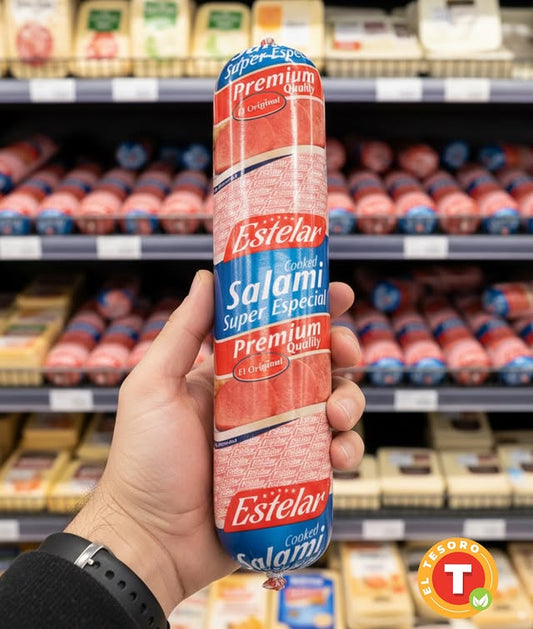 Salami
Super Especial
Premium
Quality
El Original
Estelar
Cooked
Salami
Super Especial
Premium
Quality
El Original
Estelar
Cooked
Salami
EL TESORO
T